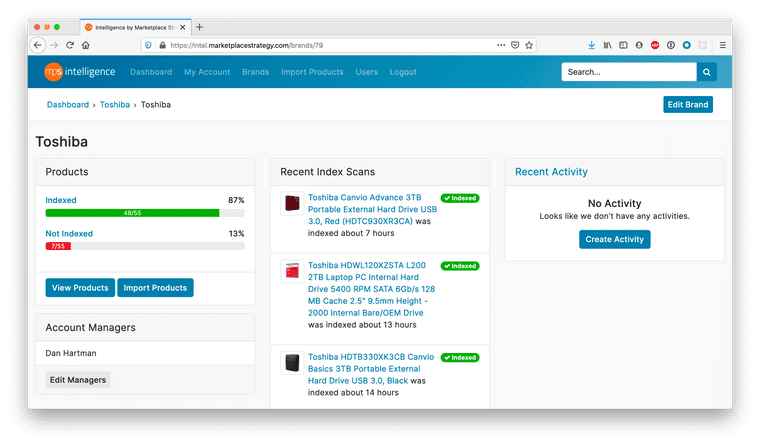 Intelligence by Marketplace Str
https://intel.marketplacestrategy.com/brands/79
mps intelligence
Dashboard
My Account
Brands
Import Products
Users
Logout
Search...
Dashboard › Toshiba › Toshiba
Edit Brand
Toshiba
Products
Indexed 87%
48/55
Not Indexed 13%
7/55
View Products
Import Products
Account Managers
Dan Hartman
Edit Managers
Recent Index Scans
Toshiba Canvio Advance 3TB
Portable External Hard Drive USB
3.0, Red (HDTC930XR3CA) was
indexed about 7 hours
Indexed
Toshiba HDWL120XZSTA L200
2TB Laptop PC Internal Hard
Drive 5400 RPM SATA 6Gb/s 128
MB Cache 2.5" 9.5mm Height -
2000 Internal Bare/OEM Drive
was indexed about 13 hours
Indexed
Toshiba HDTB330XK3CB Canvio
Basics 3TB Portable External
Hard Drive USB 3.0, Black was
indexed about 14 hours
Indexed
Recent Activity
No Activity
Looks like we don't have any activities.
Create Activity